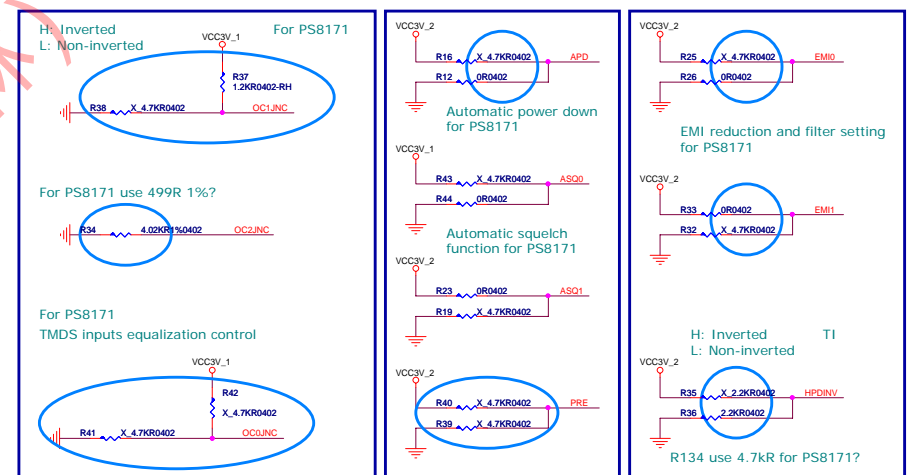 H: Inverted
L: Non-inverted
For PS8171
VCC3V_1
R37
1.2KR0402-RH
R38 X_4.7KR0402 OC1JNC
For PS8171 use 499R 1%?
R34 4.02KR1%0402 OC2JNC
For PS8171
TMDS inputs equalization control
VCC3V_1
R42
X_4.7KR0402
R41 X_4.7KR0402 OC0JNC
VCC3V_2
R16 X_4.7KR0402 APD
R12 0R0402
Automatic power down
for PS8171
VCC3V_1
R43 X_4.7KR0402 ASQ0
R44 0R0402
Automatic squelch
function for PS8171
VCC3V_2
R23 0R0402 ASQ1
R19 X_4.7KR0402
VCC3V_2
R40 X_4.7KR0402 PRE
R39 X_4.7KR0402
VCC3V_2
R25 X_4.7KR0402 EMI0
R26 0R0402
EMI reduction and filter setting
for PS8171
VCC3V_2
R33 0R0402 EMI1
R32 X_4.7KR0402
H: Inverted TI
L: Non-inverted
VCC3V_2
R35 X_2.2KR0402 HPDINV
R36 2.2KR0402
R134 use 4.7kR for PS8171?